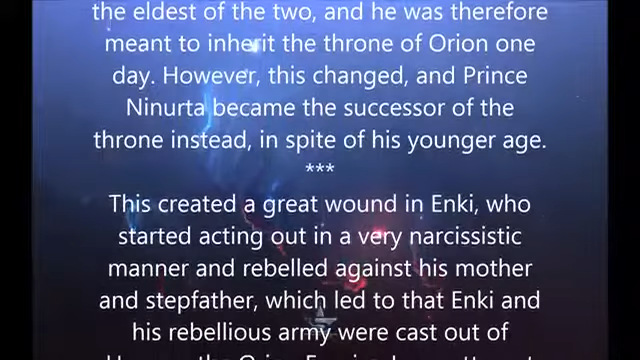 the eldest of the two, and he was therefore
meant to inherit the throne of Orion one
day. However, this changed, and Prince
Ninurta became the successor of the
throne instead, in spite of his younger age.
***
This created a great wound in Enki, who
started acting out in a very narcissistic
manner and rebelled against his mother
and stepfather, which led to that Enki and
his rebellious army were cast out of